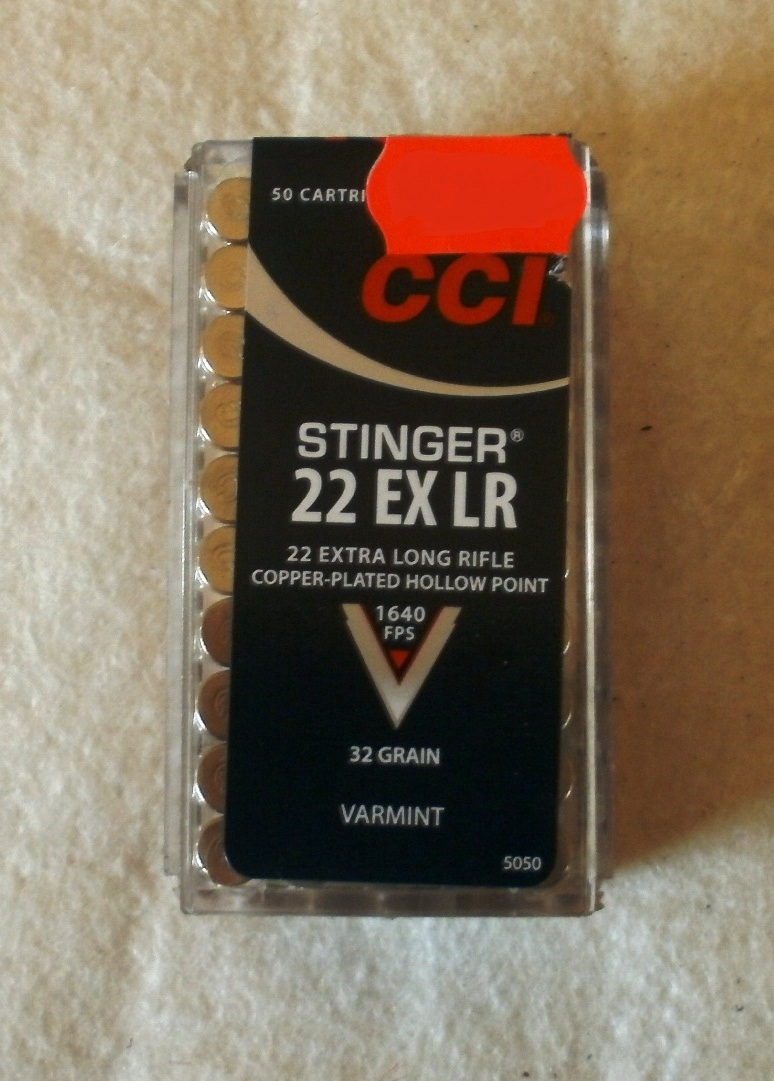 50 CARTRI
CCI
STINGER®
22 EX LR
22 EXTRA LONG RIFLE
COPPER-PLATED HOLLOW POINT
1640
FPS
32 GRAIN
VARMINT
5050